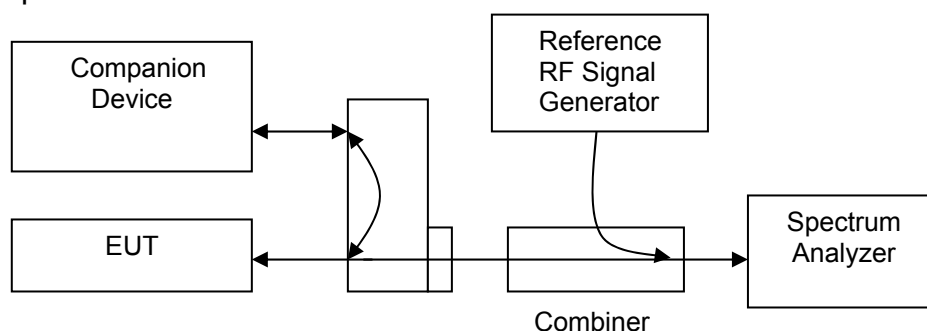 Companion
Device
Reference
RF Signal
Generator
EUT
Spectrum
Analyzer
Combiner